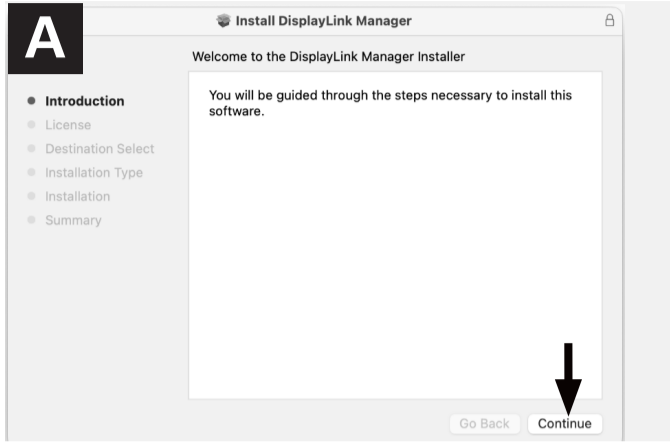 A
Install DisplayLink Manager
Welcome to the DisplayLink Manager Installer
Introduction
License
Destination Select
Installation Type
Installation
Summary
You will be guided through the steps necessary to install this
software.
Go Back
Continue